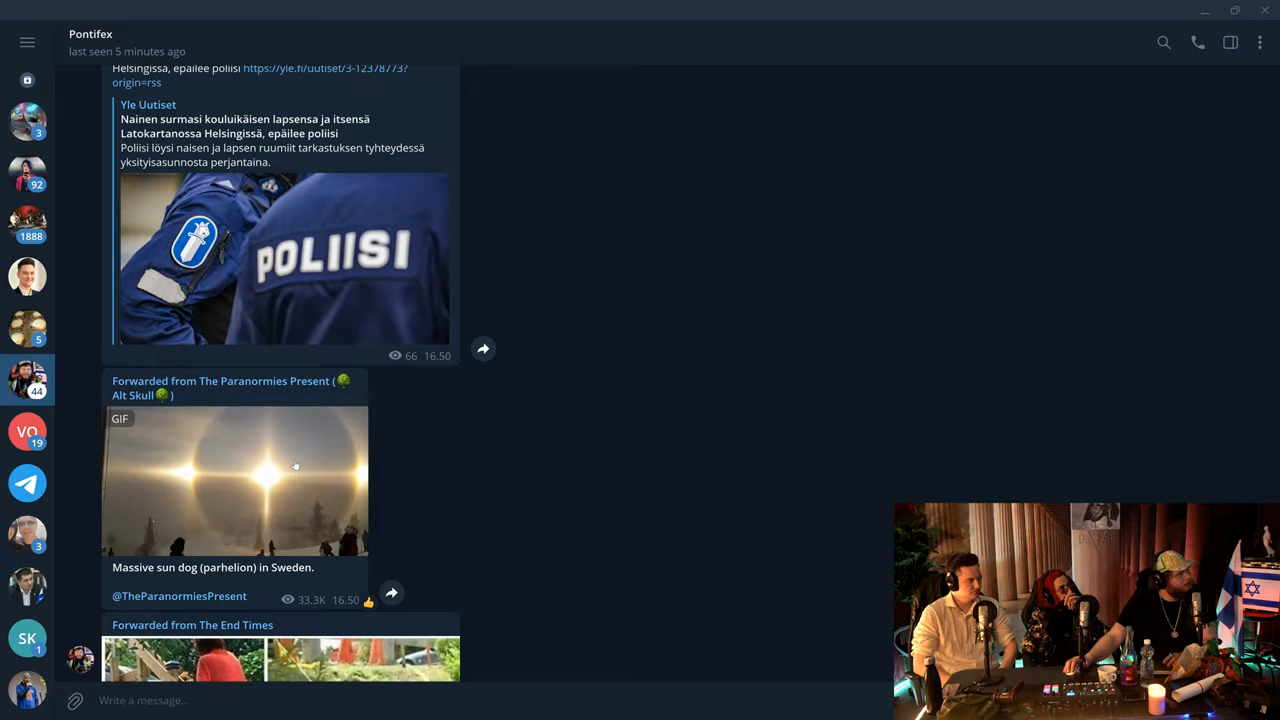 Pontifex
last seen 5 minutes ago
3
92
1888
5
44
VO
19
3
SK
1
Helsingissä, epäilee poliisi https://yle.fi/uutiset/3-12378773?
origin=rss
Yle Uutiset
Nainen surmasi kouluikäisen lapsensa ja itsensä
Latokartanossa Helsingissä, epäilee poliisi
Poliisi löysi naisen ja lapsen ruumiit tarkastuksen tyhteydessä
yksityisasunnosta perjantaina.
POLIISI
66 16.50
Forwarded from The Paranormies Present (🌳
Alt Skull🌳)
GIF
Massive sun dog (parhelion) in Sweden.
@TheParanormiesPresent 33.3K 16.50 👍
Forwarded from The End Times
Write a message...